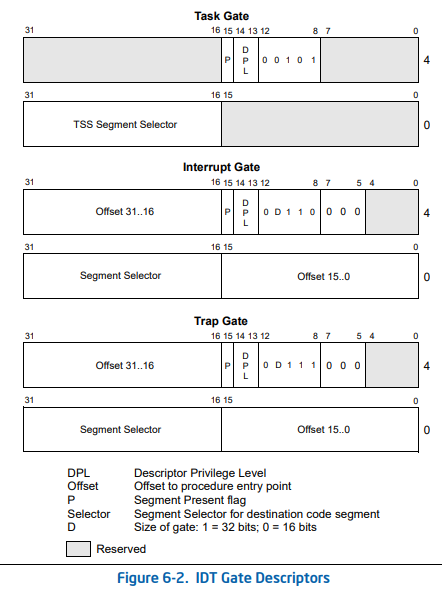 Task Gate
31 16 15 14 13 12 8 7 0
P D P L 0 0 1 0 1 4
31 16 15 0
TSS Segment Selector 0
Interrupt Gate
31 16 15 14 13 12 8 7 5 4 0
Offset 31..16 P D P L 0 D 1 1 0 0 0 0 4
31 16 15 0
Segment Selector Offset 15..0 0
Trap Gate
31 16 15 14 13 12 8 7 5 4 0
Offset 31..16 P D P L 0 D 1 1 1 0 0 0 4
31 16 15 0
Segment Selector Offset 15..0 0
DPL Descriptor Privilege Level
Offset Offset to procedure entry point
P Segment Present flag
Selector Segment Selector for destination code segment
D Size of gate: 1 = 32 bits; 0 = 16 bits
Reserved
Figure 6-2. IDT Gate Descriptors